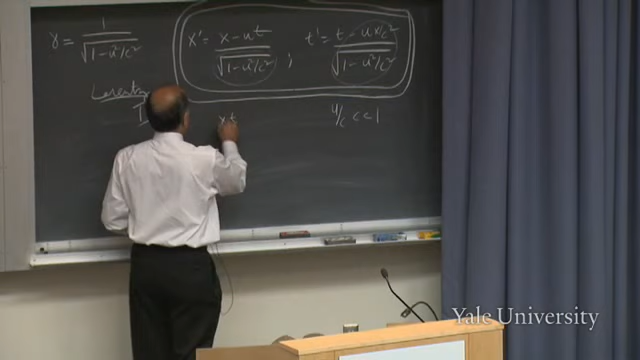 γ = 1 / √(1 - u²/c²)
x' = x - ut / √(1 - u²/c²) ; t' = t - ux/c² / √(1 - u²/c²)
Lorentz
T
x t
u/c << 1
Yale University